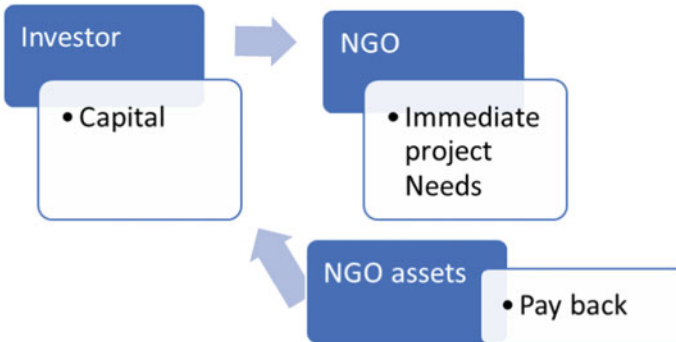 Investor
• Capital
NGO
• Immediate
project
Needs
NGO assets
• Pay back